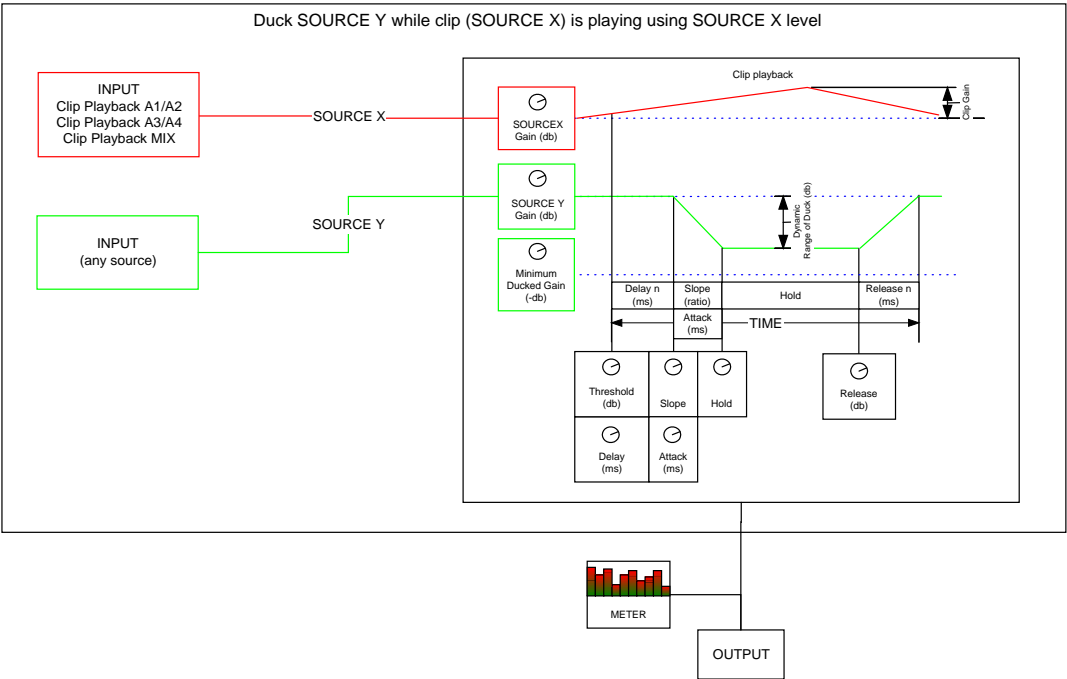 Duck SOURCE Y while clip (SOURCE X) is playing using SOURCE X level
INPUT
Clip Playback A1/A2
Clip Playback A3/A4
Clip Playback MIX
SOURCE X
SOURCEX
Gain (db)
Clip playback
Clip Gain
INPUT
(any source)
SOURCE Y
SOURCE Y
Gain (db)
Dynamic
Range of Duck (db)
Minimum
Ducked Gain
(-db)
Delay n
(ms)
Slope
(ratio)
Hold
Release n
(ms)
Attack
(ms)
TIME
Threshold
(db)
Slope
Hold
Release
(db)
Delay
(ms)
Attack
(ms)
METER
OUTPUT